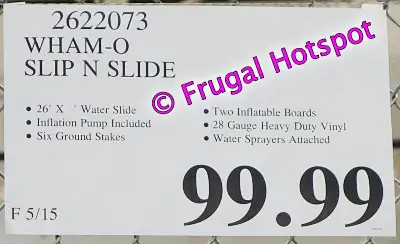 2622073
WHAM-O
SLIP N SLIDE
© Frugal Hotspot
• 26' X ' Water Slide
• Inflation Pump Included
• Six Ground Stakes
• Two Inflatable Boards
• 28 Gauge Heavy Duty Vinyl
• Water Sprayers Attached
99.99
F 5/15